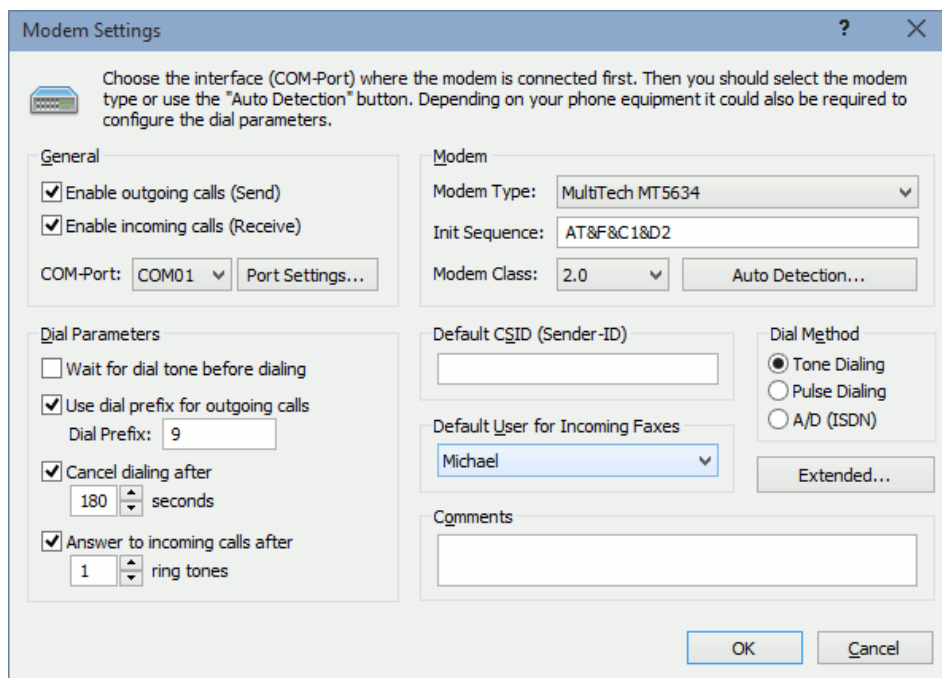 Modem Settings
?
Choose the interface (COM-Port) where the modem is connected first. Then you should select the modem
type or use the "Auto Detection" button. Depending on your phone equipment it could also be required to
configure the dial parameters.
General
Enable outgoing calls (Send)
Enable incoming calls (Receive)
COM-Port: COM01 Port Settings...
Modem
Modem Type: MultiTech MT5634
Init Sequence: AT&F&C1&D2
Modem Class: 2.0 Auto Detection...
Dial Parameters
Wait for dial tone before dialing
Use dial prefix for outgoing calls
Dial Prefix: 9
Cancel dialing after
180 seconds
Answer to incoming calls after
1 ring tones
Default CSID (Sender-ID)
Default User for Incoming Faxes
Michael
Dial Method
Tone Dialing
Pulse Dialing
A/D (ISDN)
Extended...
Comments
OK Cancel